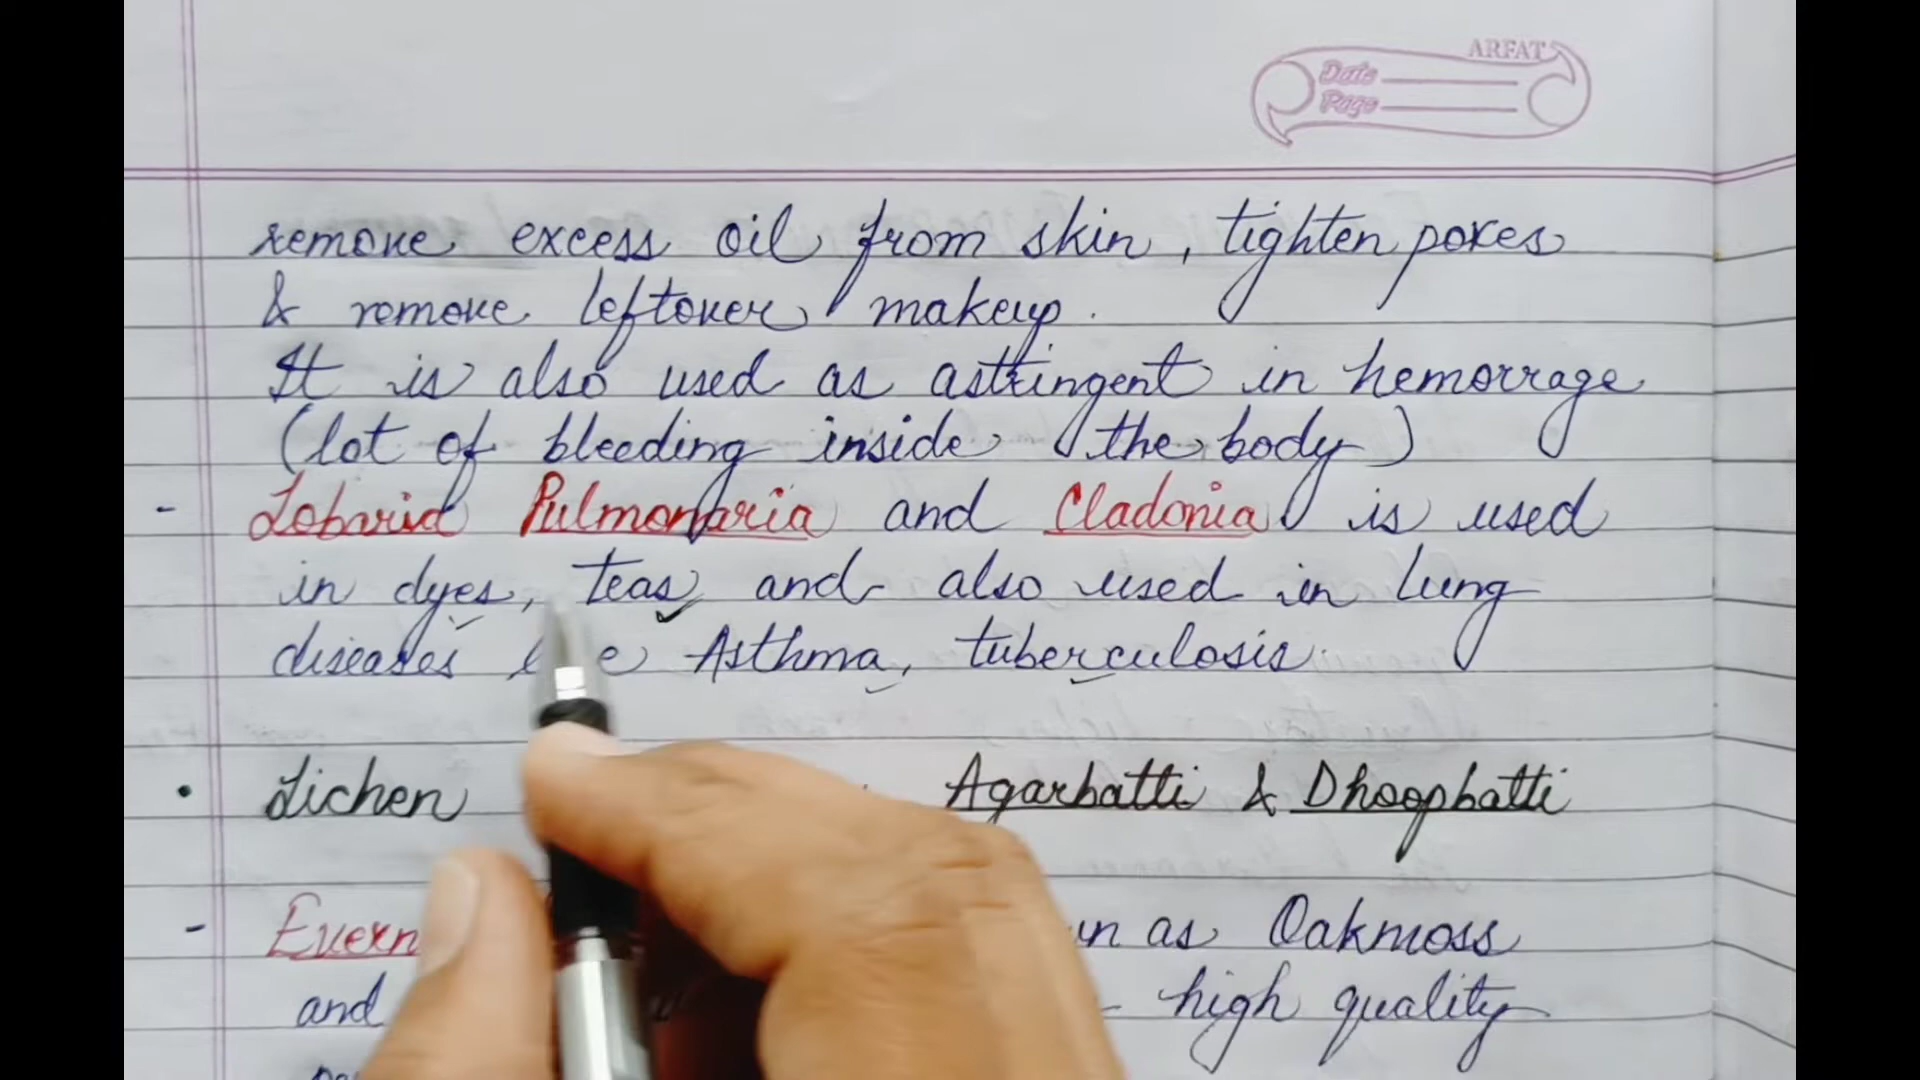 ARFAT
Date
Page
remove excess oil from skin, tighten pores
& remove leftover makeup.
It is also used as astringent in hemorrage
(lot of bleeding inside the body)
- Lobaria Pulmonaria and Cladonia is used
in dyes, teas and also used in lung
diseases Asthma, tuberculosis.
• Lichen Agarbatti & Dhoopbatti
- Evern as Oakmoss
and high quality